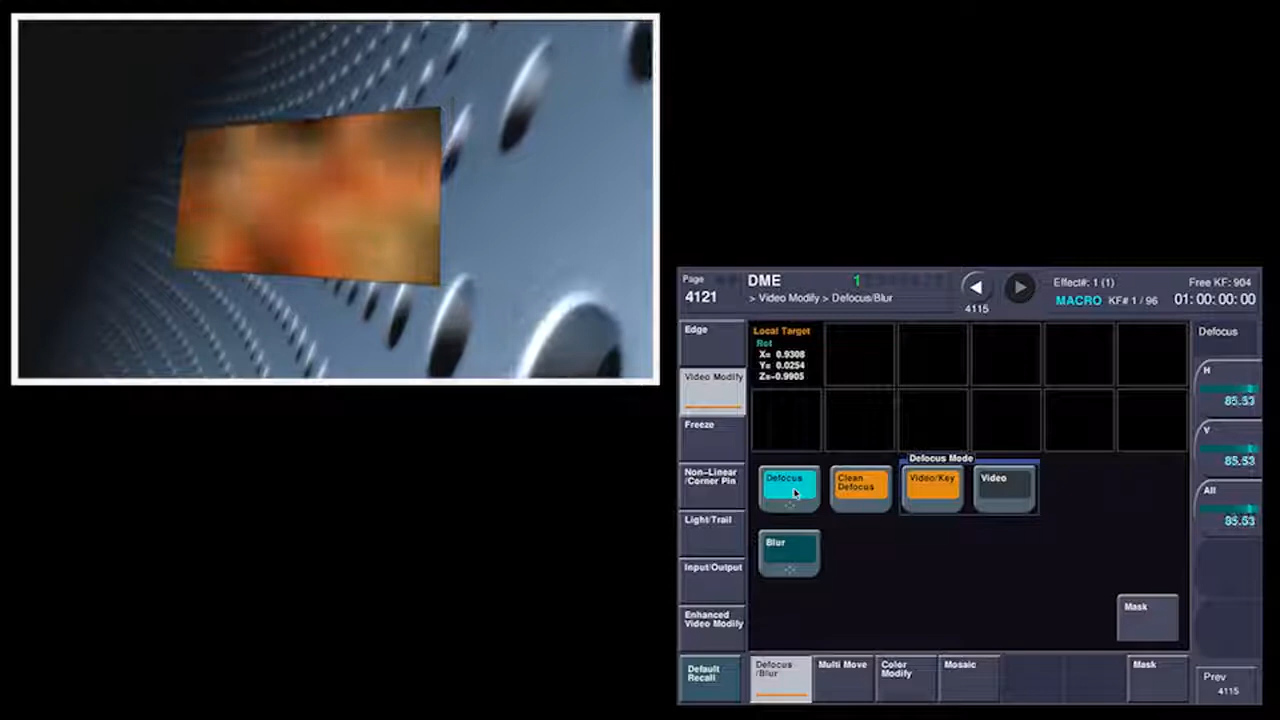 Page
4121
DME
1
> Video Modify > Defocus/Blur
4115
Effect#: 1 (1)
MACRO KF# 1 / 96
Free KF: 904
01: 00: 00: 00
Edge
Video Modify
Freeze
Non-Linear
/Corner Pin
Light/Trail
Input/Output
Enhanced
Video Modify
Default
Recall
Local Target
Rot
X= 0.9308
Y= 0.0254
Z=-0.9905
Defocus Mode
Defocus
Clean
Defocus
Video/Key
Video
Blur
Mask
Defocus
/Blur
Multi Move
Color
Modify
Mosaic
Mask
Defocus
H
85.53
V
85.53
All
85.53
Prev
4115